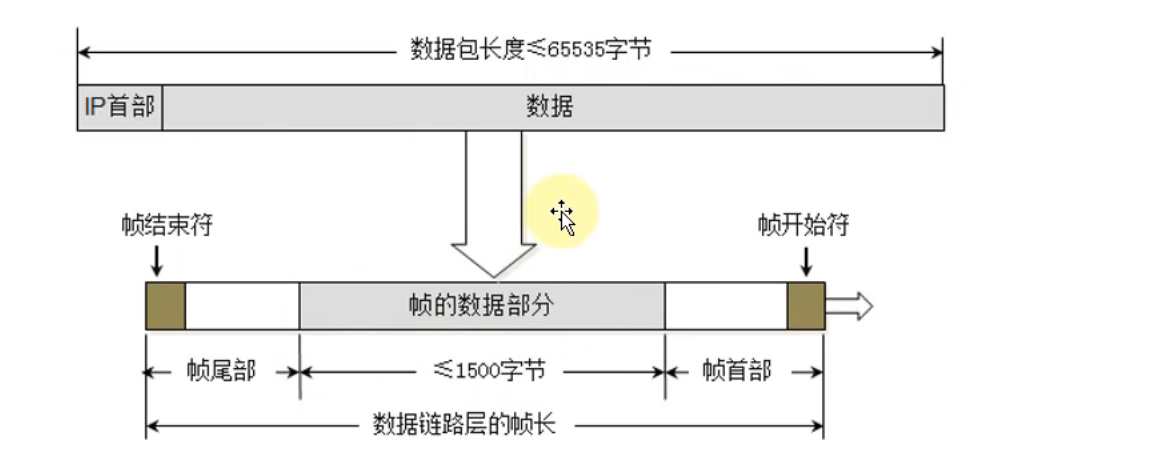 数据包长度≤65535字节
IP首部
数据
帧结束符
帧开始符
帧的数据部分
帧尾部
≤1500字节
帧首部
数据链路层的帧长